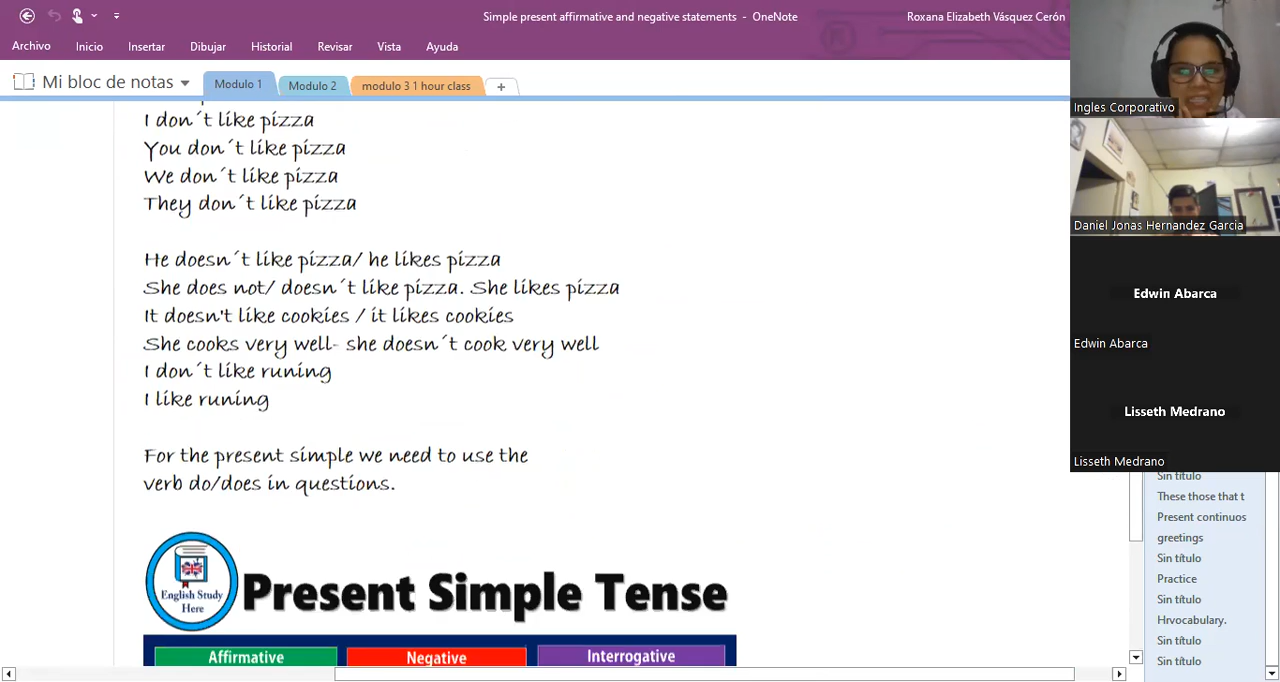 Simple present affirmative and negative statements - OneNote
Roxana Elizabeth Vásquez Cerón
Archivo Inicio Insertar Dibujar Historial Revisar Vista Ayuda
Mi bloc de notas Modulo 1 Modulo 2 modulo 3 1 hour class +
I don´t like pizza
You don´t like pizza
We don´t like pizza
They don´t like pizza
He doesn´t like pizza/ he likes pizza
She does not/ doesn´t like pizza. She likes pizza
It doesn't like cookies / it likes cookies
She cooks very well- she doesn´t cook very well
I don´t like runing
I like runing
For the present simple we need to use the
verb do/does in questions.
English Study
Here
Present Simple Tense
Affirmative Negative Interrogative
Ingles Corporativo
Daniel Jonas Hernandez Garcia
Edwin Abarca
Edwin Abarca
Lisseth Medrano
Lisseth Medrano
Sin título
These those that t
Present continuos
greetings
Sin título
Practice
Sin título
Hrvocabulary.
Sin título
Sin título